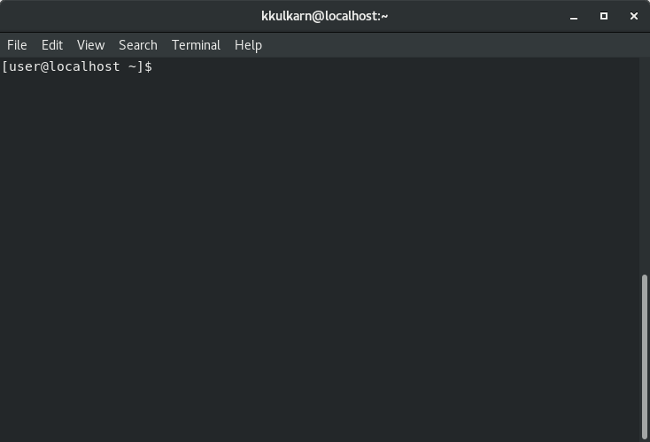 kkulkarn@localhost:~
File Edit View Search Terminal Help
[user@localhost ~]$